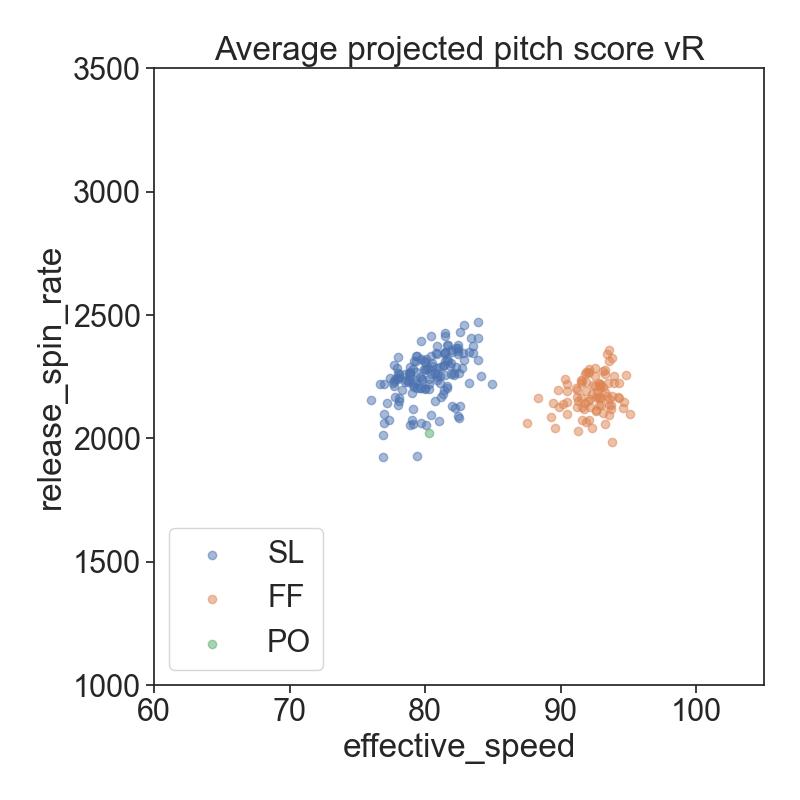 Average projected pitch score vR
3500
3000
2500
2000
1500
1000
release_spin_rate
SL
FF
PO
60
70
80
90
100
effective_speed